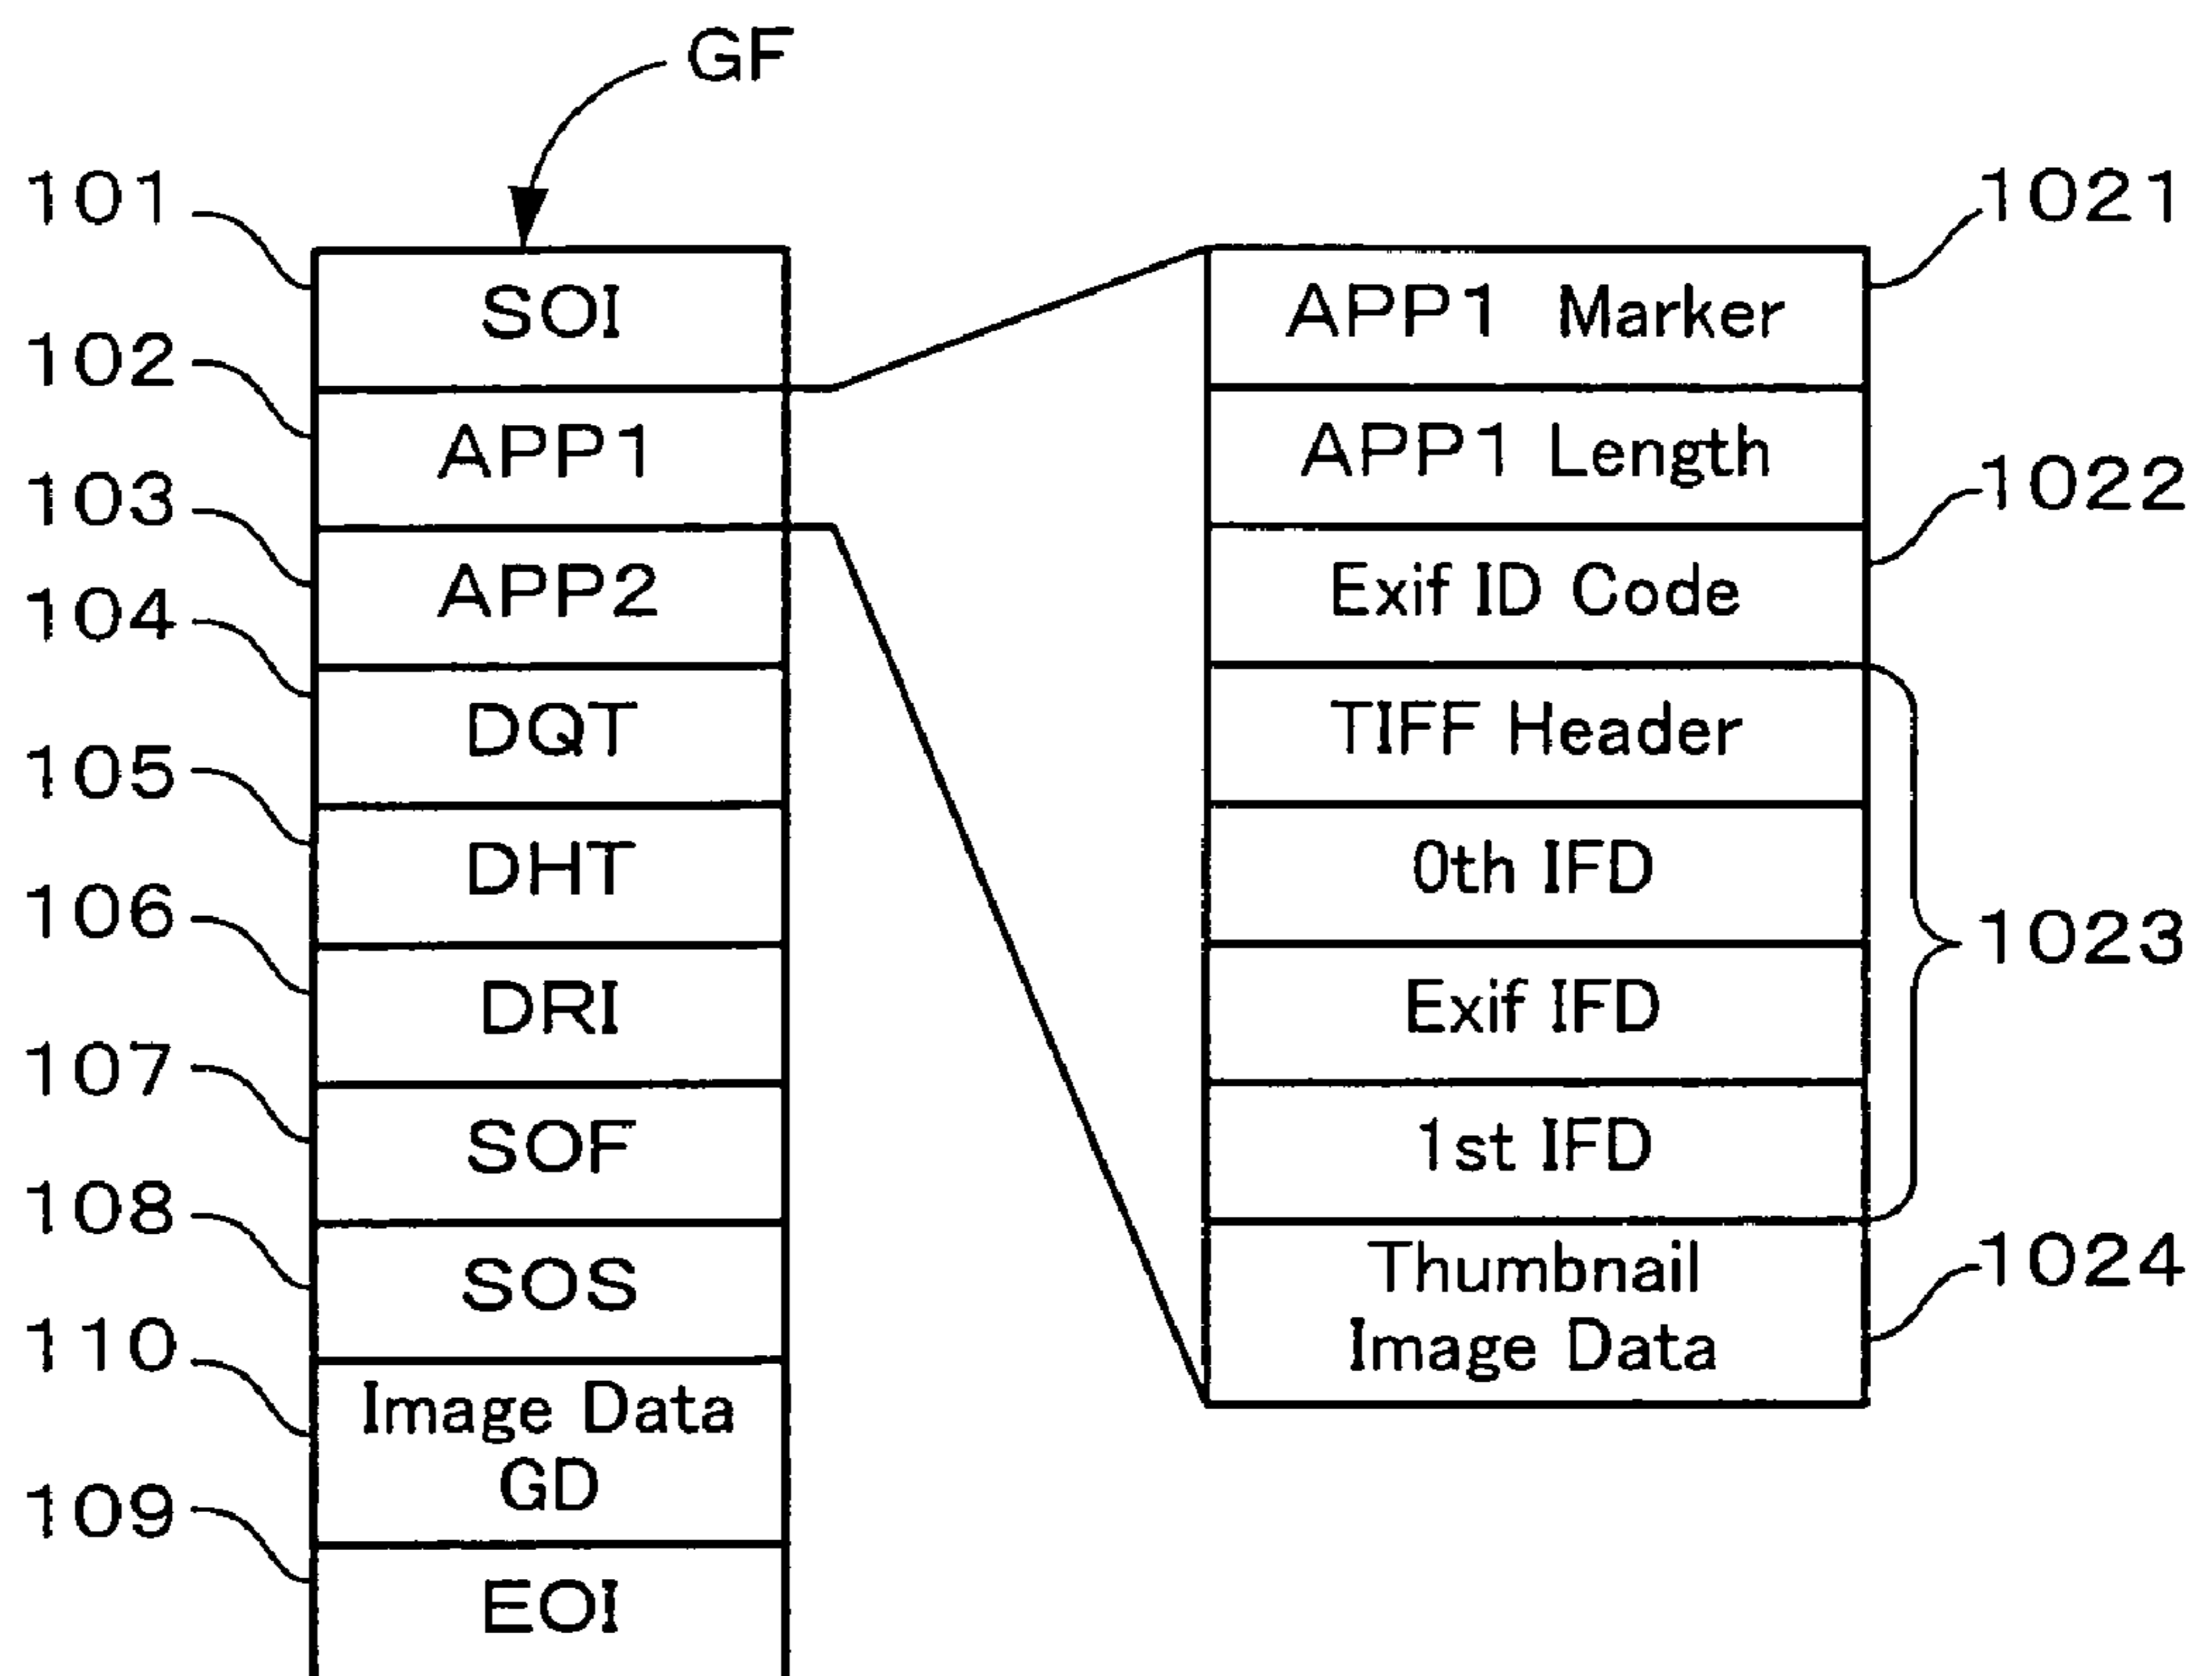 GF
101
SOI
102
APP1
103
APP2
104
DQT
105
DHT
106
DRI
107
SOF
108
SOS
110
Image Data
GD
109
EOI
1021
APP1 Marker
APP1 Length
1022
Exif ID Code
TIFF Header
0th IFD
Exif IFD
1st IFD
1023
Thumbnail
Image Data
1024